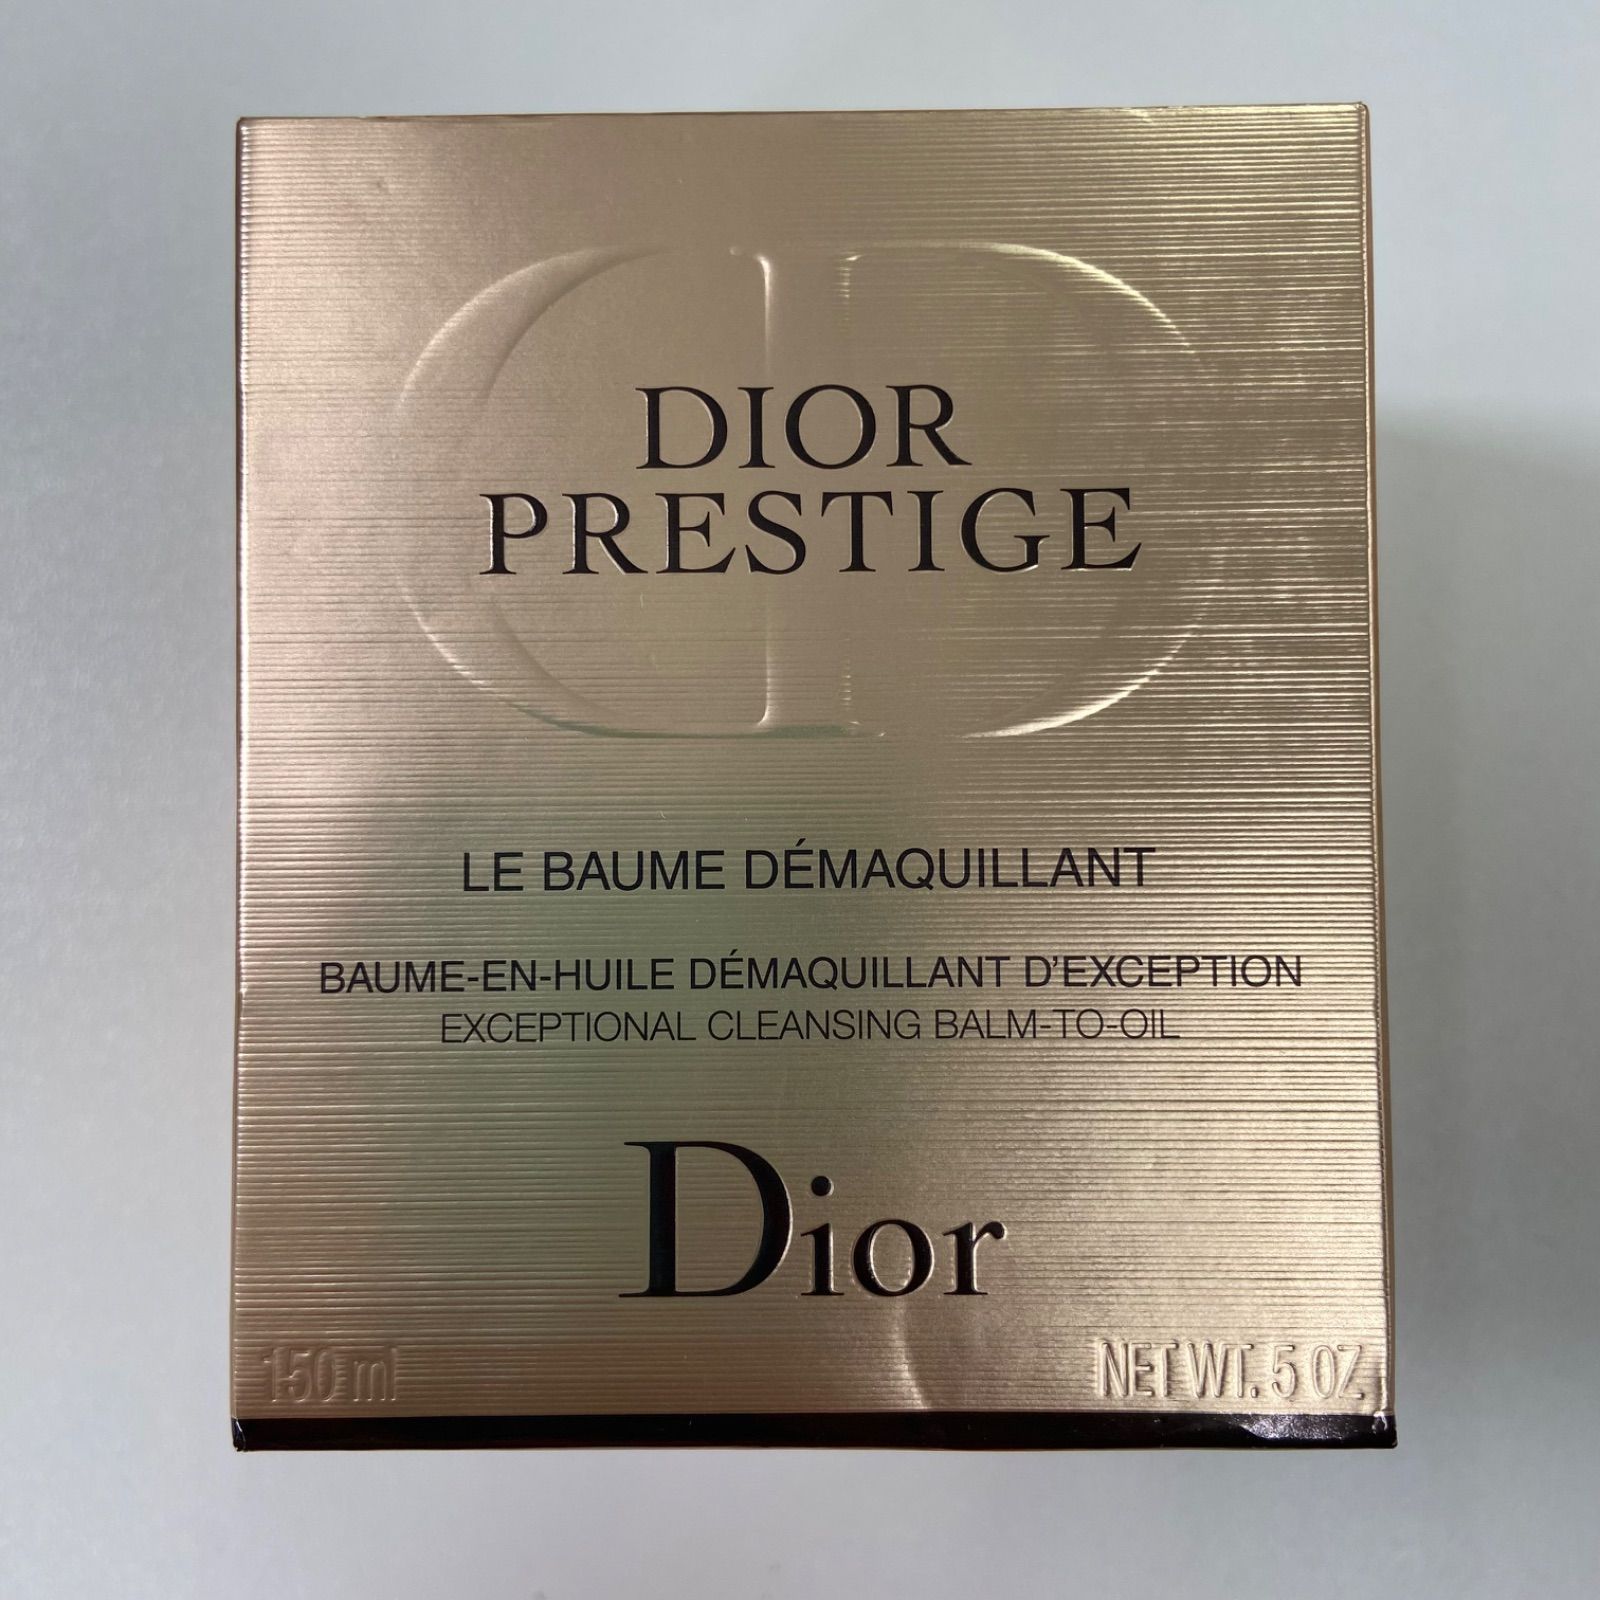 DIOR
PRESTIGE
LE BAUME DÉMAQUILLANT
BAUME-EN-HUILE DÉMAQUILLANT D'EXCEPTION
EXCEPTIONAL CLEANSING BALM-TO-OIL
Dior
150 ml NET WT. 5 OZ.